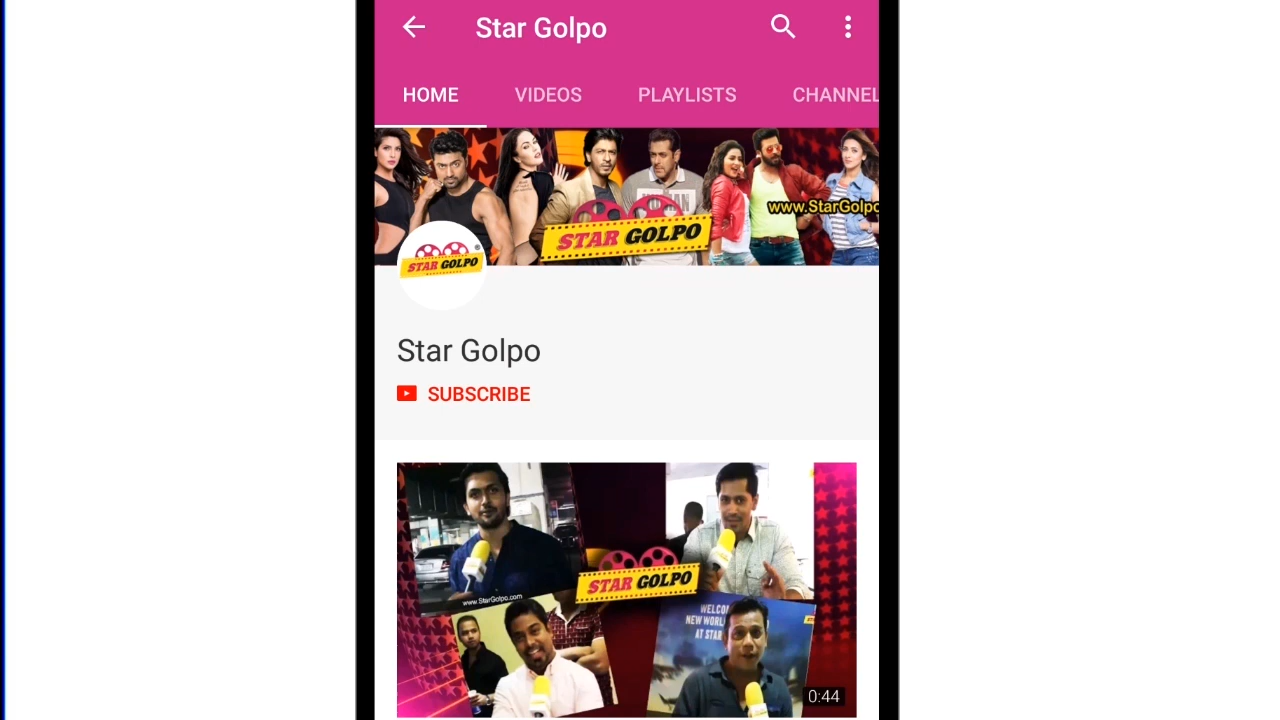 Star Golpo
HOME VIDEOS PLAYLISTS CHANNEL
www.StarGolpo
STAR GOLPO
STAR GOLPO
Star Golpo
SUBSCRIBE
STAR GOLPO
www.StarGolpo.com
WELCO
NEW WORL
AT STAR
0:44